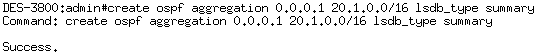 DES-3800:admin#create ospf aggregation 0.0.0.1 20.1.0.0/16 lsdb_type summary
Command: create ospf aggregation 0.0.0.1 20.1.0.0/16 lsdb_type summary
Success.